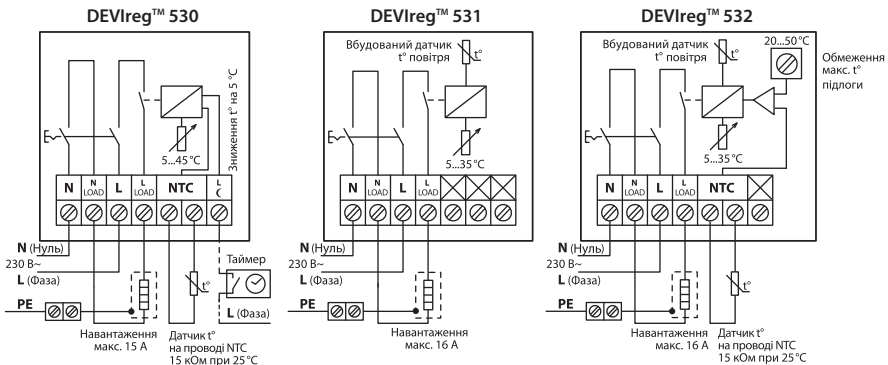 DEVIreg™ 530
Зниження t° на 5 °C
5...45°C
N
N LOAD
L
L LOAD
NTC
L
N (Нуль)
230 В~
L (Фаза)
PE
t°
Таймер
L (Фаза)
Навантаження
макс. 15 А
Датчик t°
на проводі NTC
15 кОм при 25°C
DEVIreg™ 531
Вбудований датчик
t° повітря
t°
5...35°C
N
N LOAD
L
L LOAD
N (Нуль)
230 В~
L (Фаза)
PE
Навантаження
макс. 16 А
DEVIreg™ 532
Вбудований датчик
t° повітря
t°
20...50°C
Обмеження
макс. t°
підлоги
5...35°C
N
N LOAD
L
L LOAD
NTC
N (Нуль)
230 В~
L (Фаза)
PE
t°
Навантаження
макс. 16 А
Датчик t°
на проводі NTC
15 кОм при 25°C